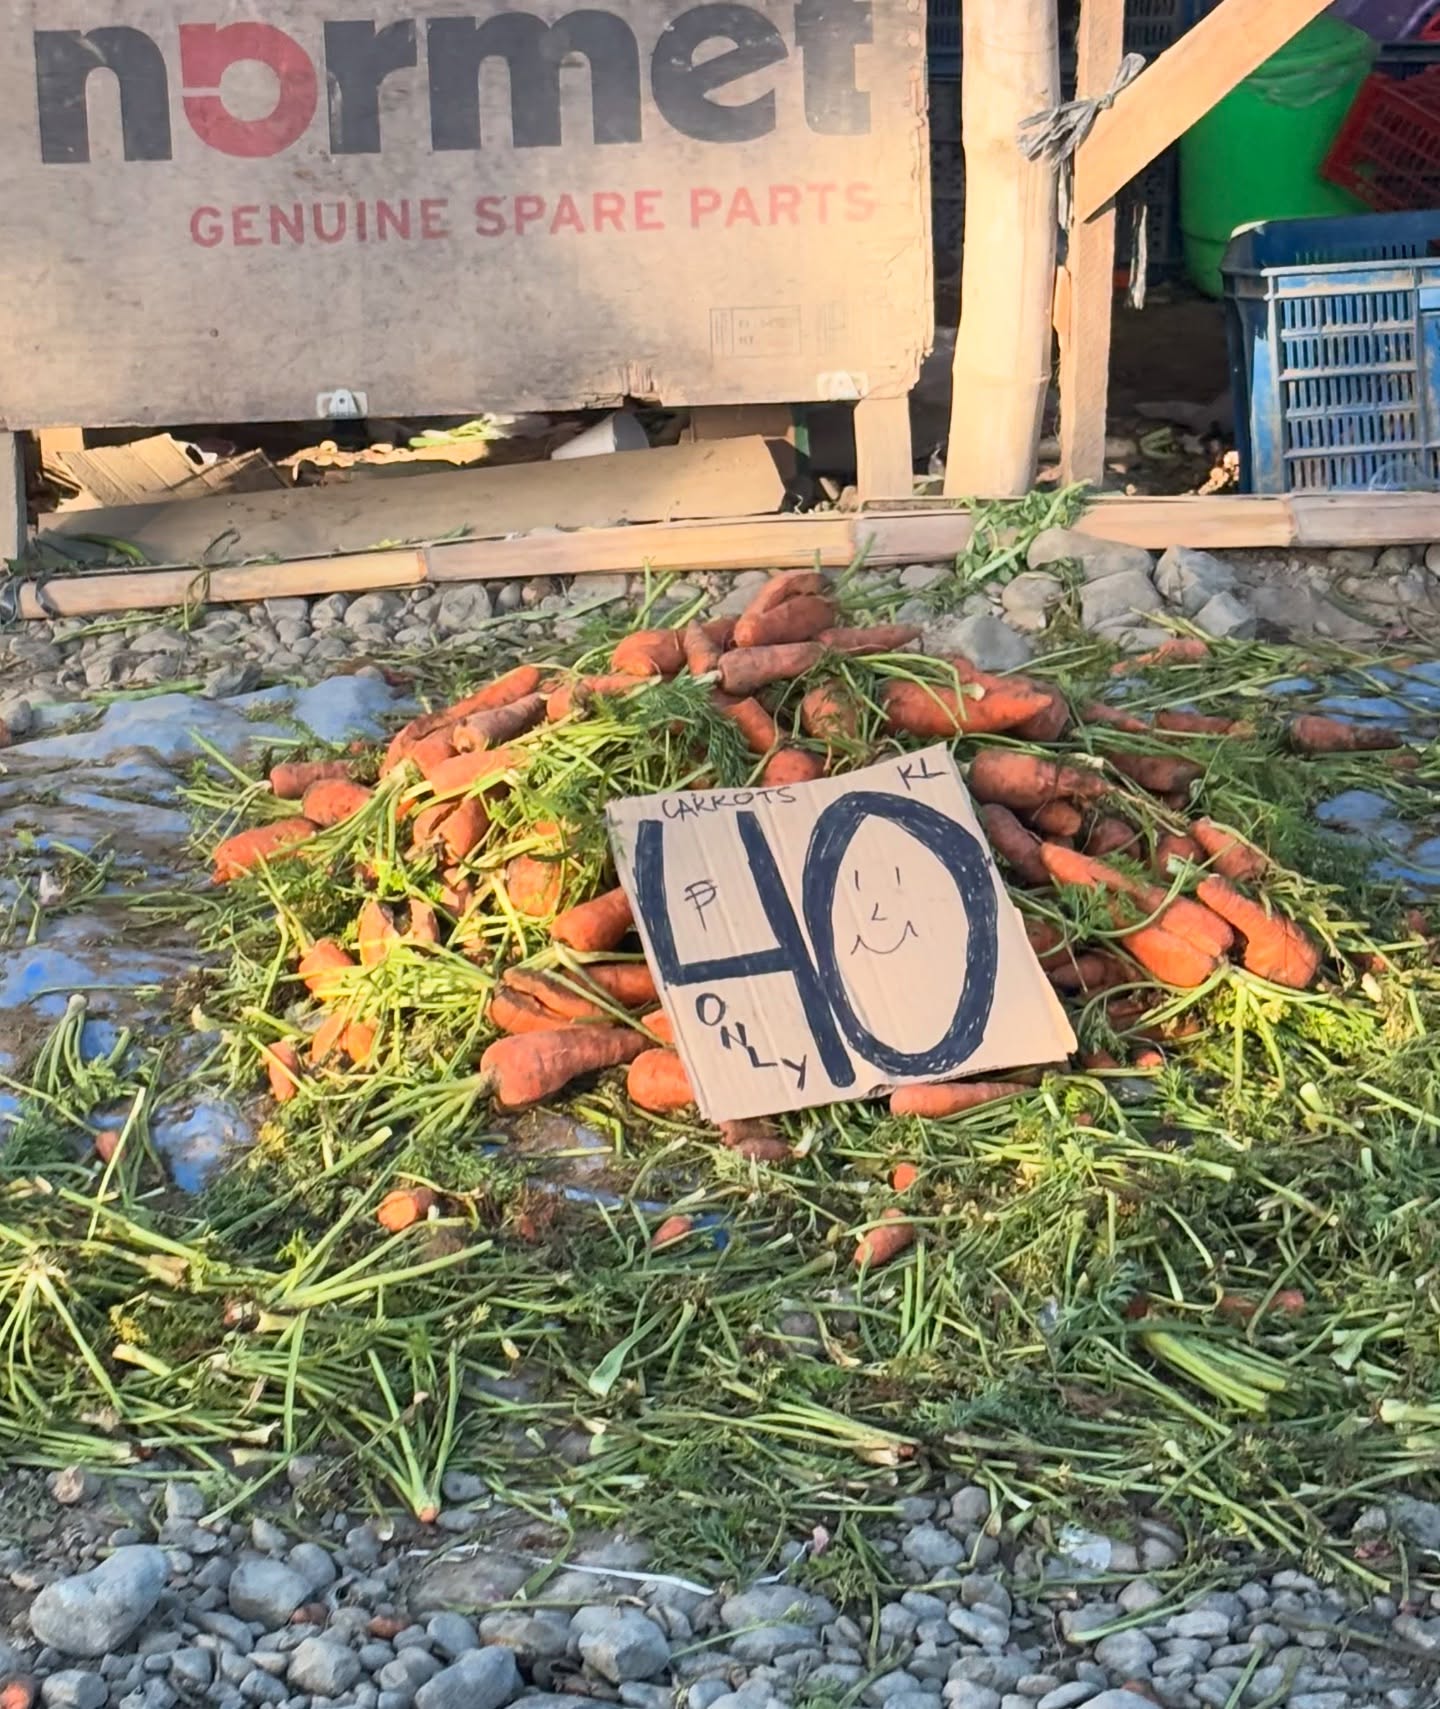 normet
GENUINE SPARE PARTS
CARROTS KL
₱ 40
ONLY